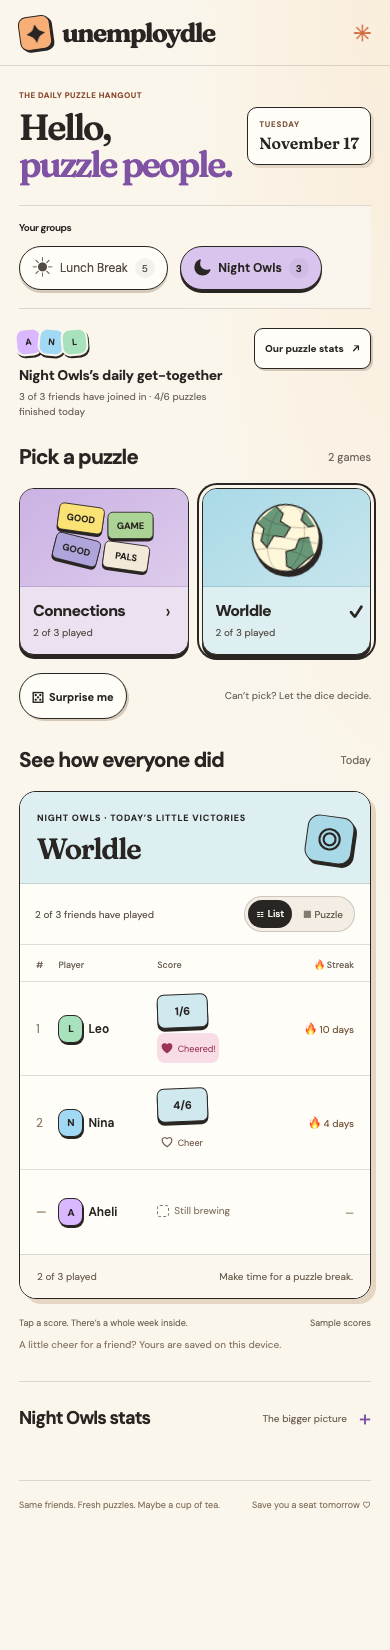 unemploydle
THE DAILY PUZZLE HANGOUT
Hello,
puzzle people.
TUESDAY
November 17
Your groups
Lunch Break 5
Night Owls 3
A N L
Night Owls's daily get-together
3 of 3 friends have joined in · 4/6 puzzles
finished today
Our puzzle stats ↗
Pick a puzzle
2 games
GOOD
GAME
GOOD
PALS
Connections ›
2 of 3 played
Worldle ✓
2 of 3 played
Surprise me
Can't pick? Let the dice decide.
See how everyone did
Today
NIGHT OWLS · TODAY'S LITTLE VICTORIES
Worldle
2 of 3 friends have played
List
Puzzle
# Player Score 🔥 Streak
1 L Leo 1/6 🔥 10 days
Cheered!
2 N Nina 4/6 🔥 4 days
Cheer
— A Aheli Still brewing —
2 of 3 played
Make time for a puzzle break.
Tap a score. There's a whole week inside.
Sample scores
A little cheer for a friend? Yours are saved on this device.
Night Owls stats
The bigger picture +
Same friends. Fresh puzzles. Maybe a cup of tea.
Save you a seat tomorrow ♡